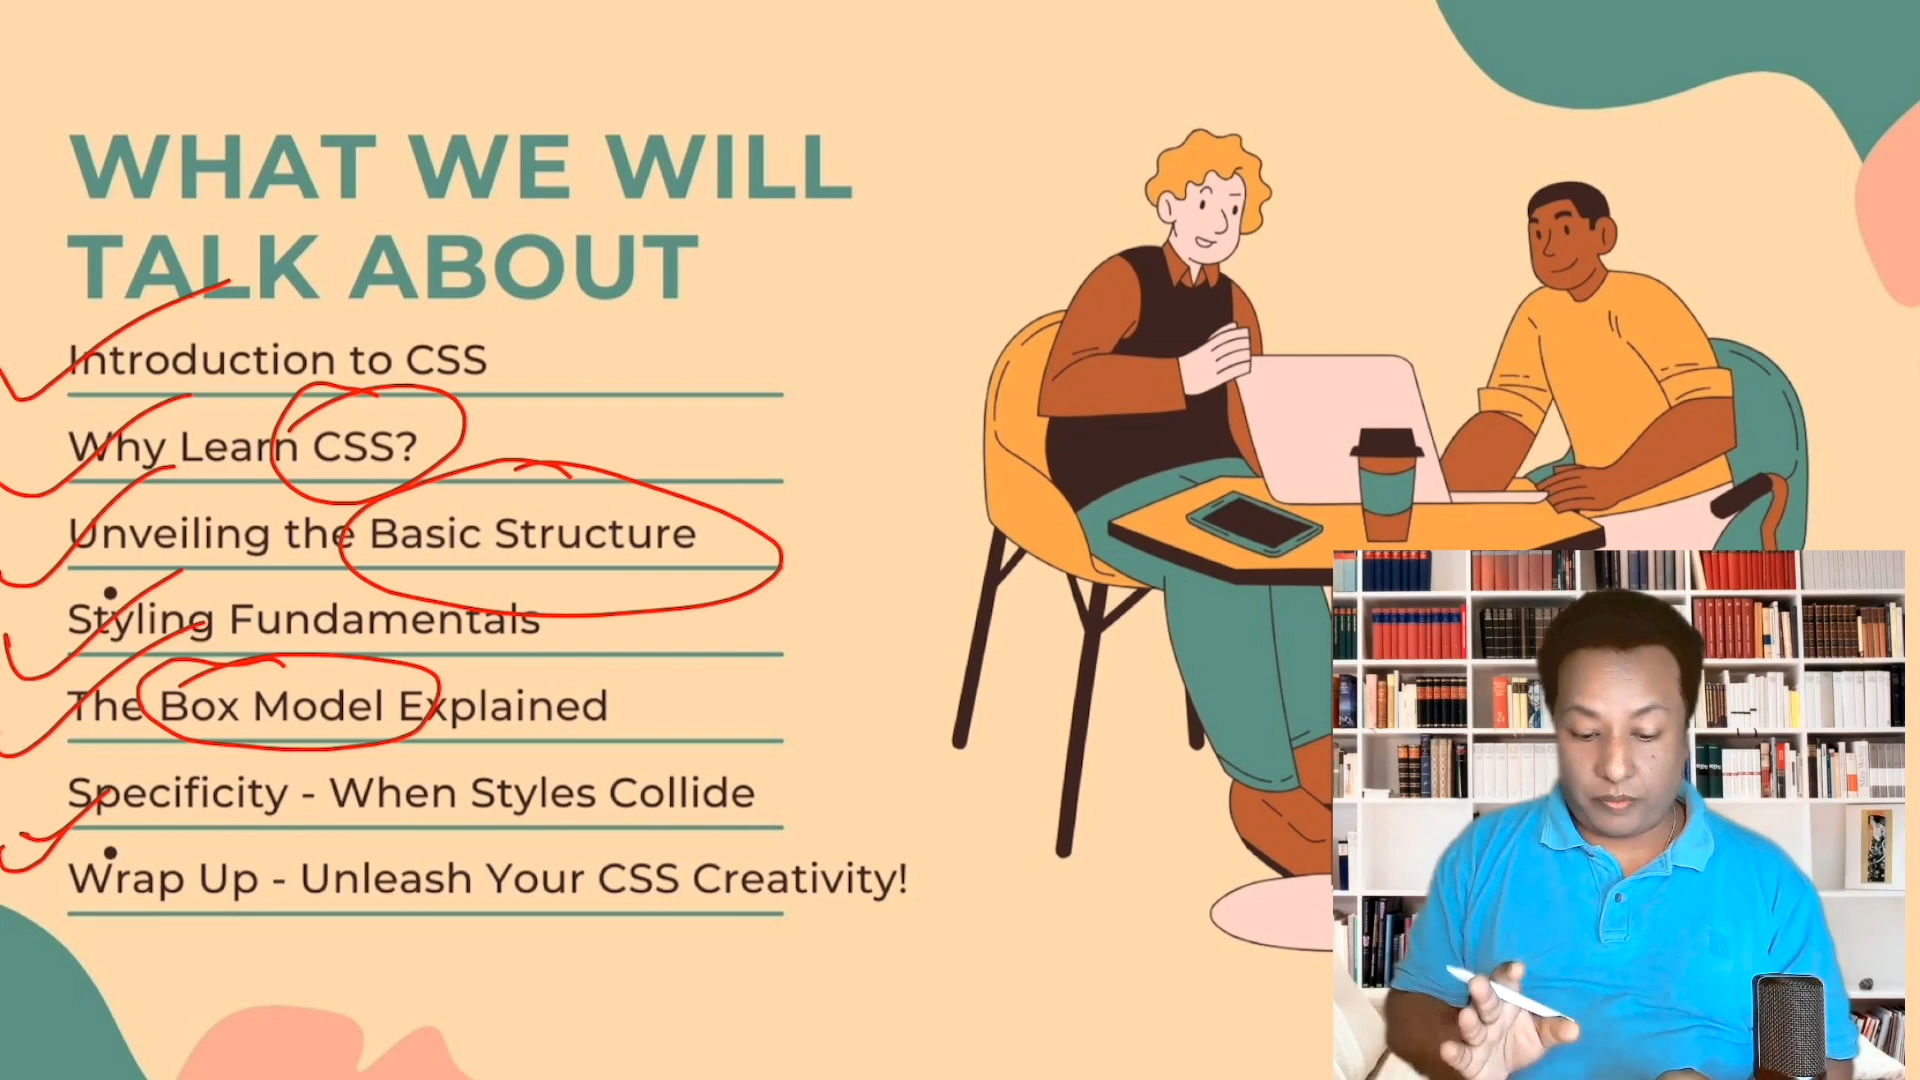 WHAT WE WILL
TALK ABOUT
Introduction to CSS
Why Learn CSS?
Unveiling the Basic Structure
Styling Fundamentals
The Box Model Explained
Specificity - When Styles Collide
Wrap Up - Unleash Your CSS Creativity!